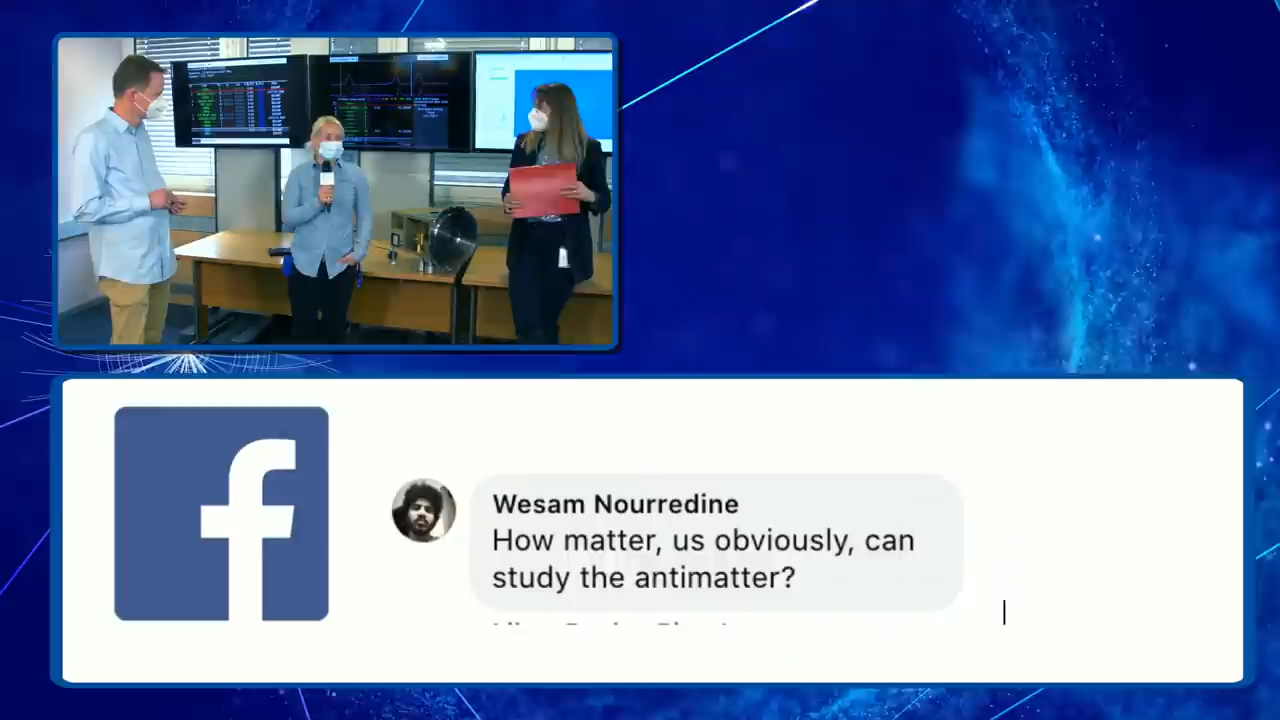 f
Wesam Nourredine
How matter, us obviously, can
study the antimatter?